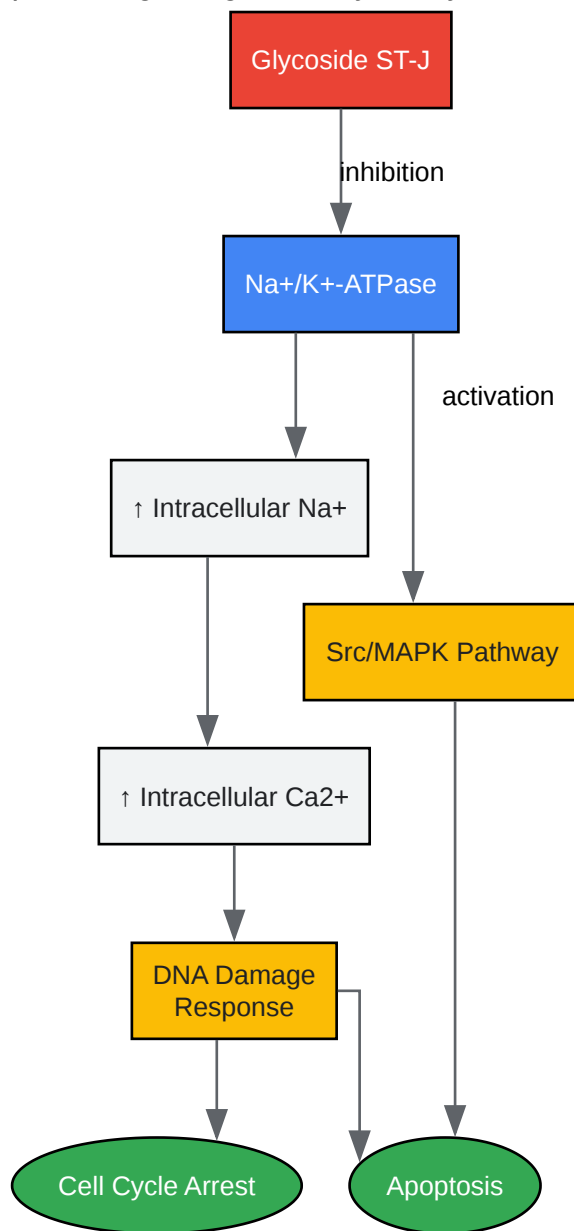 Glycoside ST-J
inhibition
Na+/K+-ATPase
activation
↑ Intracellular Na+
Src/MAPK Pathway
↑ Intracellular Ca2+
DNA Damage
Response
Cell Cycle Arrest
Apoptosis